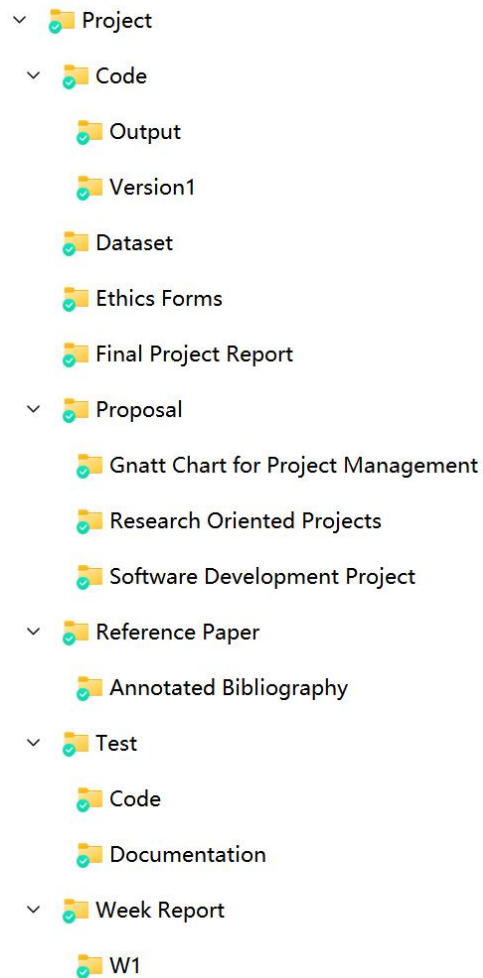 Project
Code
Output
Version1
Dataset
Ethics Forms
Final Project Report
Proposal
Gnatt Chart for Project Management
Research Oriented Projects
Software Development Project
Reference Paper
Annotated Bibliography
Test
Code
Documentation
Week Report
W1